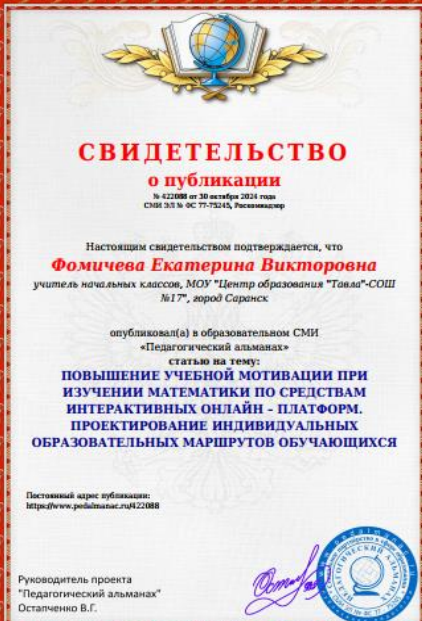 СВИДЕТЕЛЬСТВО
о публикации
№ 422088 от 30 октября 2024 года
СМИ ЭЛ № ФС 77-75245, Роскомнадзор
Настоящим свидетельством подтверждается, что
Фомичева Екатерина Викторовна
учитель начальных классов, МОУ "Центр образования "Тавла"-СОШ
№17", город Саранск
опубликовал(а) в образовательном СМИ
«Педагогический альманах»
статью на тему:
ПОВЫШЕНИЕ УЧЕБНОЙ МОТИВАЦИИ ПРИ
ИЗУЧЕНИИ МАТЕМАТИКИ ПО СРЕДСТВАМ
ИНТЕРАКТИВНЫХ ОНЛАЙН – ПЛАТФОРМ.
ПРОЕКТИРОВАНИЕ ИНДИВИДУАЛЬНЫХ
ОБРАЗОВАТЕЛЬНЫХ МАРШРУТОВ ОБУЧАЮЩИХСЯ
Постоянный адрес публикации:
https://www.pedalmanac.ru/422088
Руководитель проекта
"Педагогический альманах"
Остапченко В.Г.
ПЕДАГОГИЧЕСКИЙ АЛЬМАНАХ